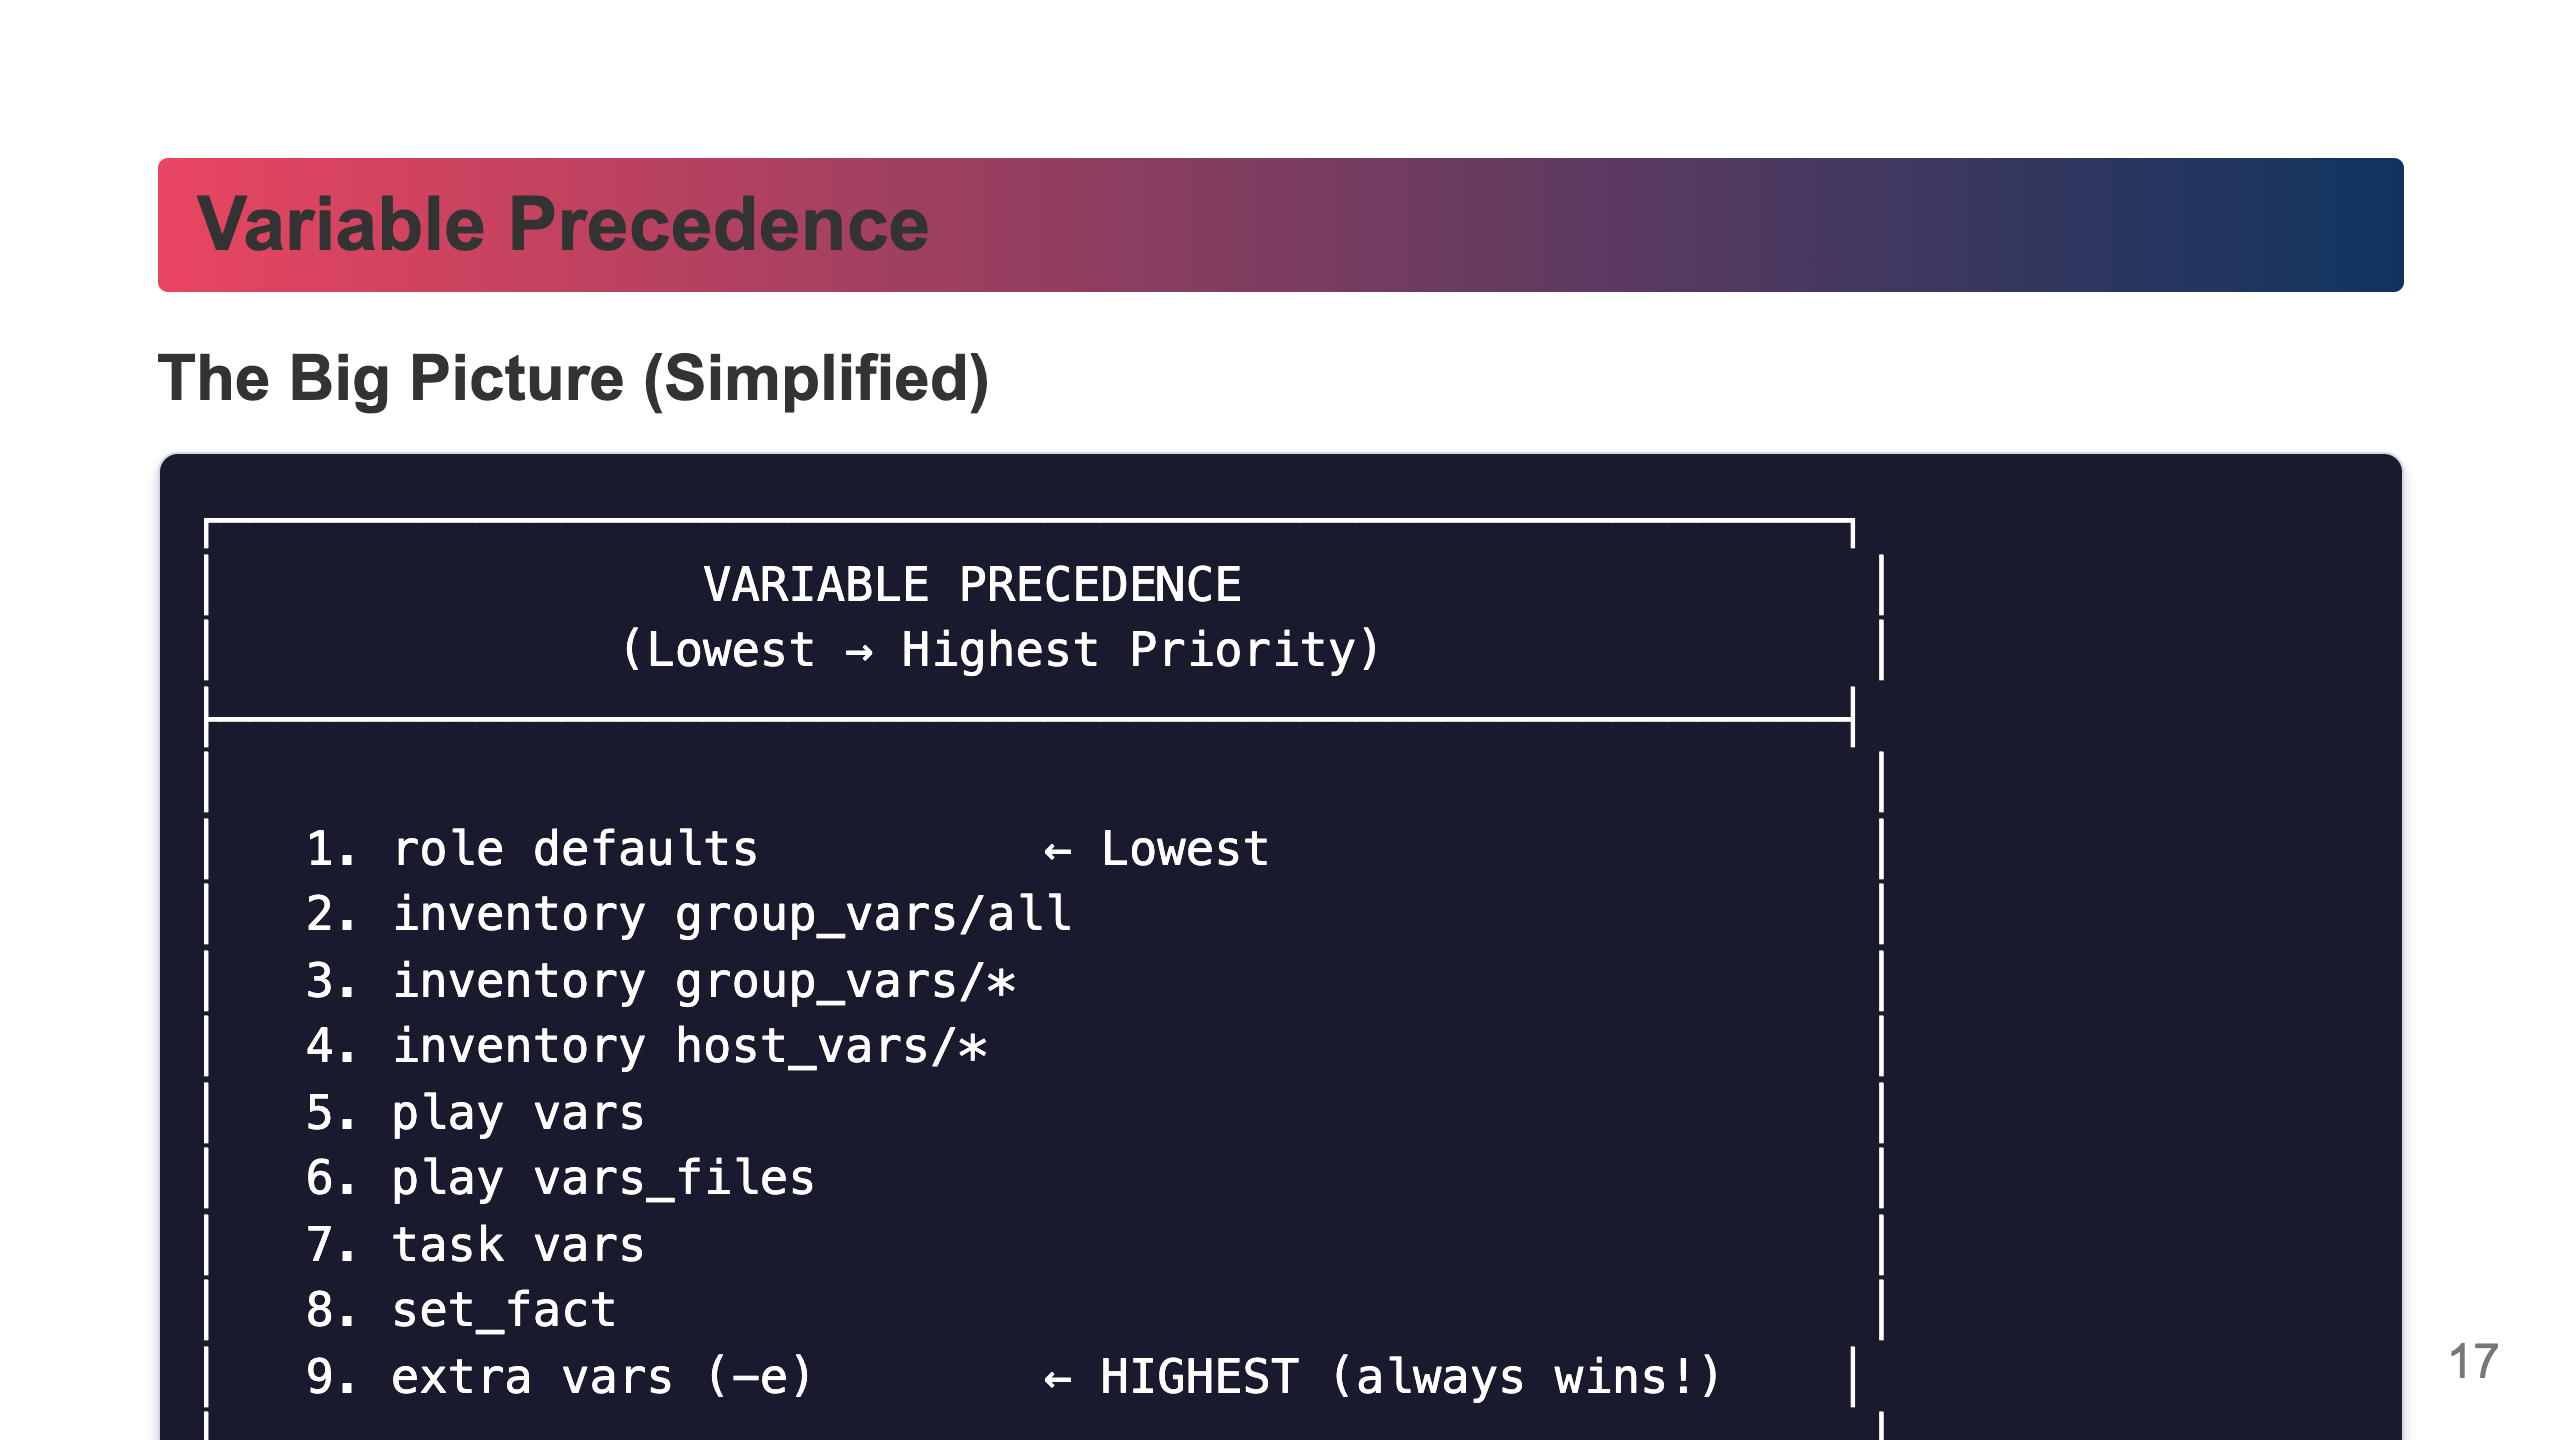 Variable Precedence
The Big Picture (Simplified)
VARIABLE PRECEDENCE
(Lowest → Highest Priority)
1. role defaults ← Lowest
2. inventory group_vars/all
3. inventory group_vars/*
4. inventory host_vars/*
5. play vars
6. play vars_files
7. task vars
8. set_fact
9. extra vars (-e) ← HIGHEST (always wins!)
17